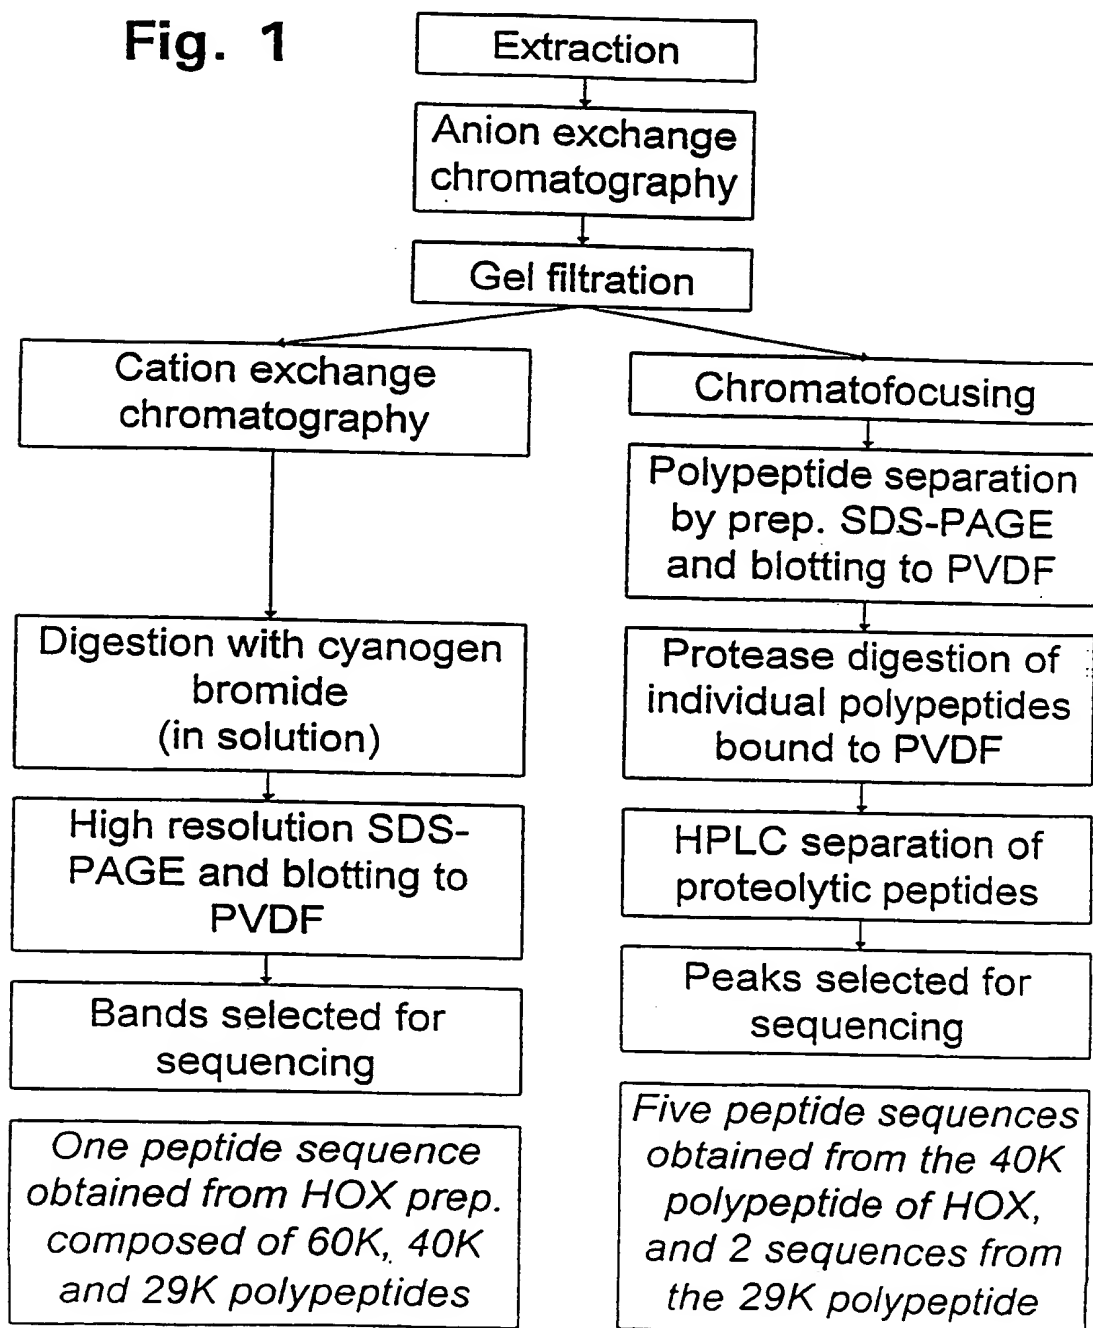 Fig. 1
Extraction
Anion exchange
chromatography
Gel filtration
Cation exchange
chromatography
Digestion with cyanogen
bromide
(in solution)
High resolution SDS-
PAGE and blotting to
PVDF
Bands selected for
sequencing
One peptide sequence
obtained from HOX prep.
composed of 60K, 40K
and 29K polypeptides
Chromatofocusing
Polypeptide separation
by prep. SDS-PAGE
and blotting to PVDF
Protease digestion of
individual polypeptides
bound to PVDF
HPLC separation of
proteolytic peptides
Peaks selected for
sequencing
Five peptide sequences
obtained from the 40K
polypeptide of HOX,
and 2 sequences from
the 29K polypeptide